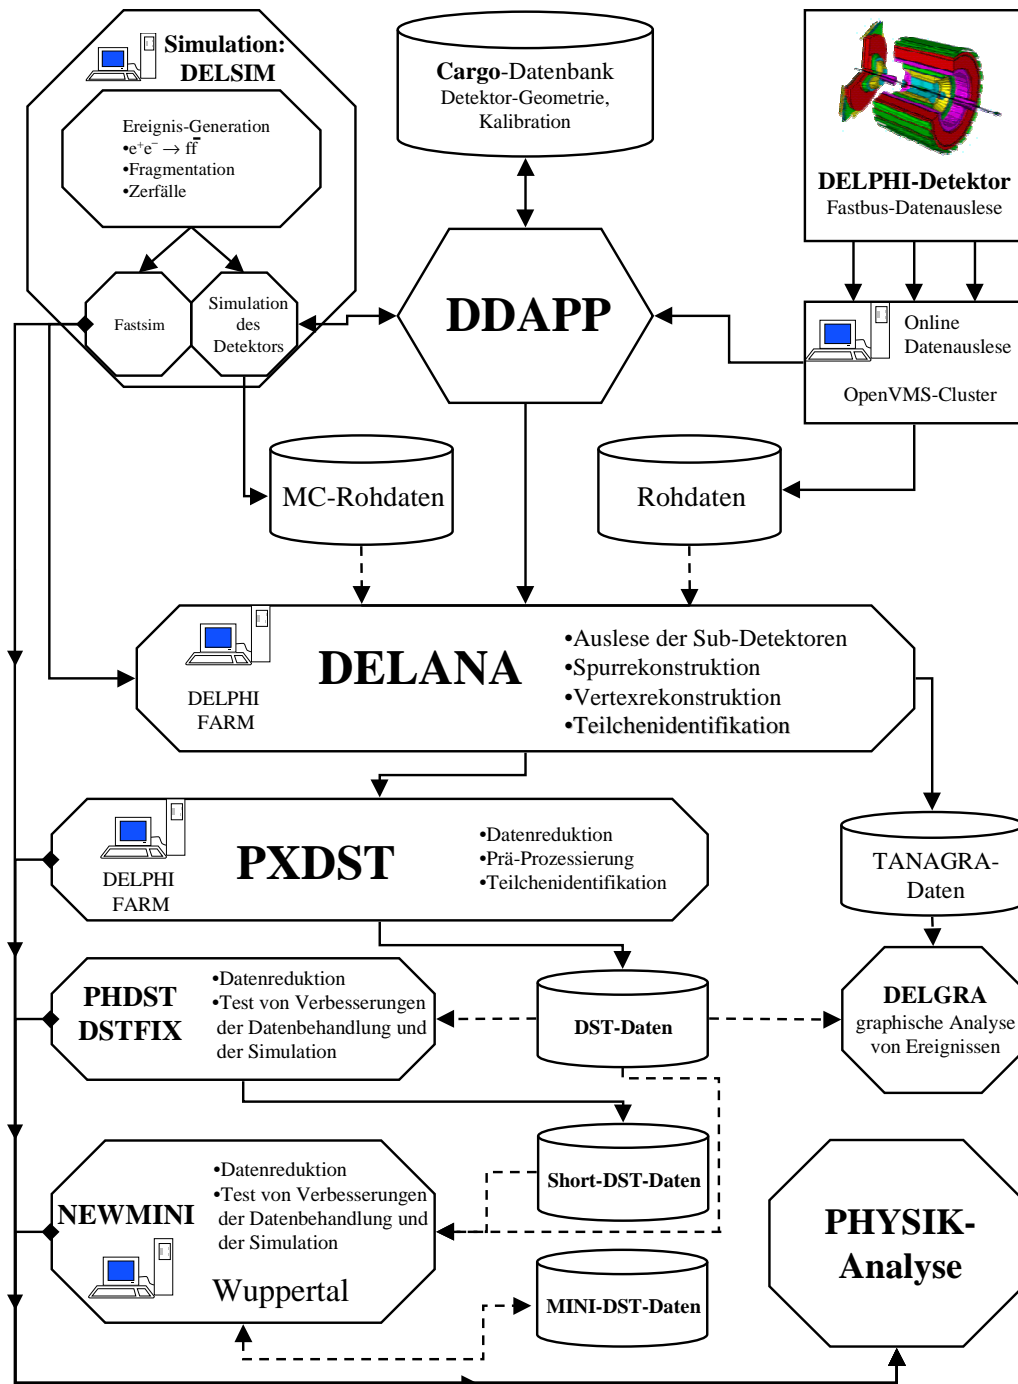 Simulation:
DELSIM
Ereignis-Generation
•e⁺e⁻ → ff̅
•Fragmentation
•Zerfälle
Fastsim
Simulation
des
Detektors
Cargo-Datenbank
Detektor-Geometrie,
Kalibration
DELPHI-Detektor
Fastbus-Datenauslese
DDAPP
Online
Datenauslese
OpenVMS-Cluster
MC-Rohdaten
Rohdaten
DELPHI
FARM
DELANA
•Auslese der Sub-Detektoren
•Spurrekonstruktion
•Vertexrekonstruktion
•Teilchenidentifikation
DELPHI
FARM
PXDST
•Datenreduktion
•Prä-Prozessierung
•Teilchenidentifikation
TANAGRA-
Daten
PHDST
DSTFIX
•Datenreduktion
•Test von Verbesserungen
der Datenbehandlung und
der Simulation
DST-Daten
DELGRA
graphische Analyse
von Ereignissen
NEWMINI
•Datenreduktion
•Test von Verbesserungen
der Datenbehandlung und
der Simulation
Wuppertal
Short-DST-Daten
MINI-DST-Daten
PHYSIK-
Analyse